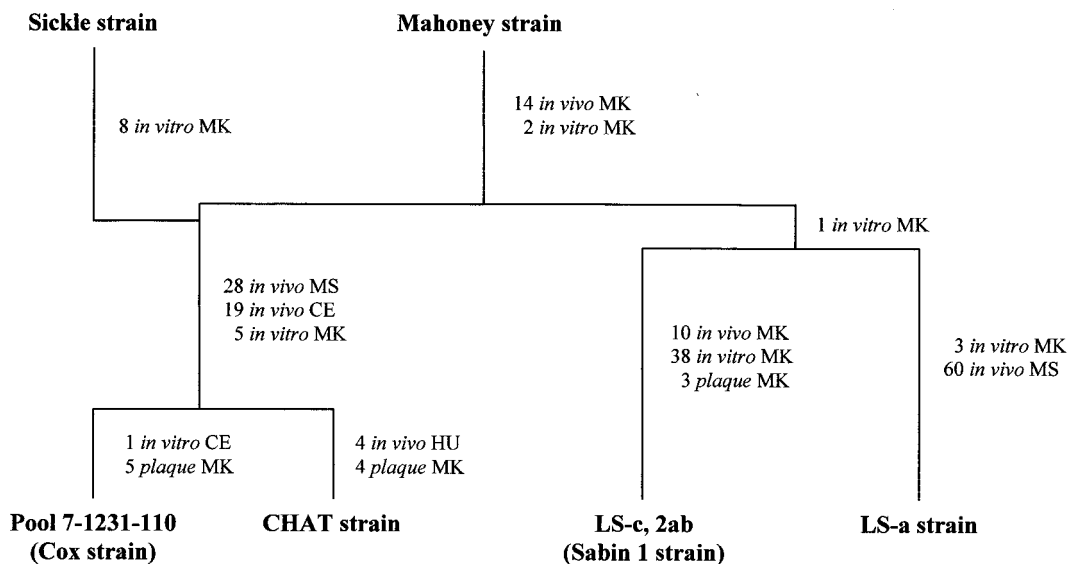 Sickle strain
Mahoney strain
8 in vitro MK
14 in vivo MK
2 in vitro MK
1 in vitro MK
28 in vivo MS
19 in vivo CE
5 in vitro MK
10 in vivo MK
38 in vitro MK
3 plaque MK
3 in vitro MK
60 in vivo MS
1 in vitro CE
5 plaque MK
4 in vivo HU
4 plaque MK
Pool 7-1231-110
(Cox strain)
CHAT strain
LS-c, 2ab
(Sabin 1 strain)
LS-a strain